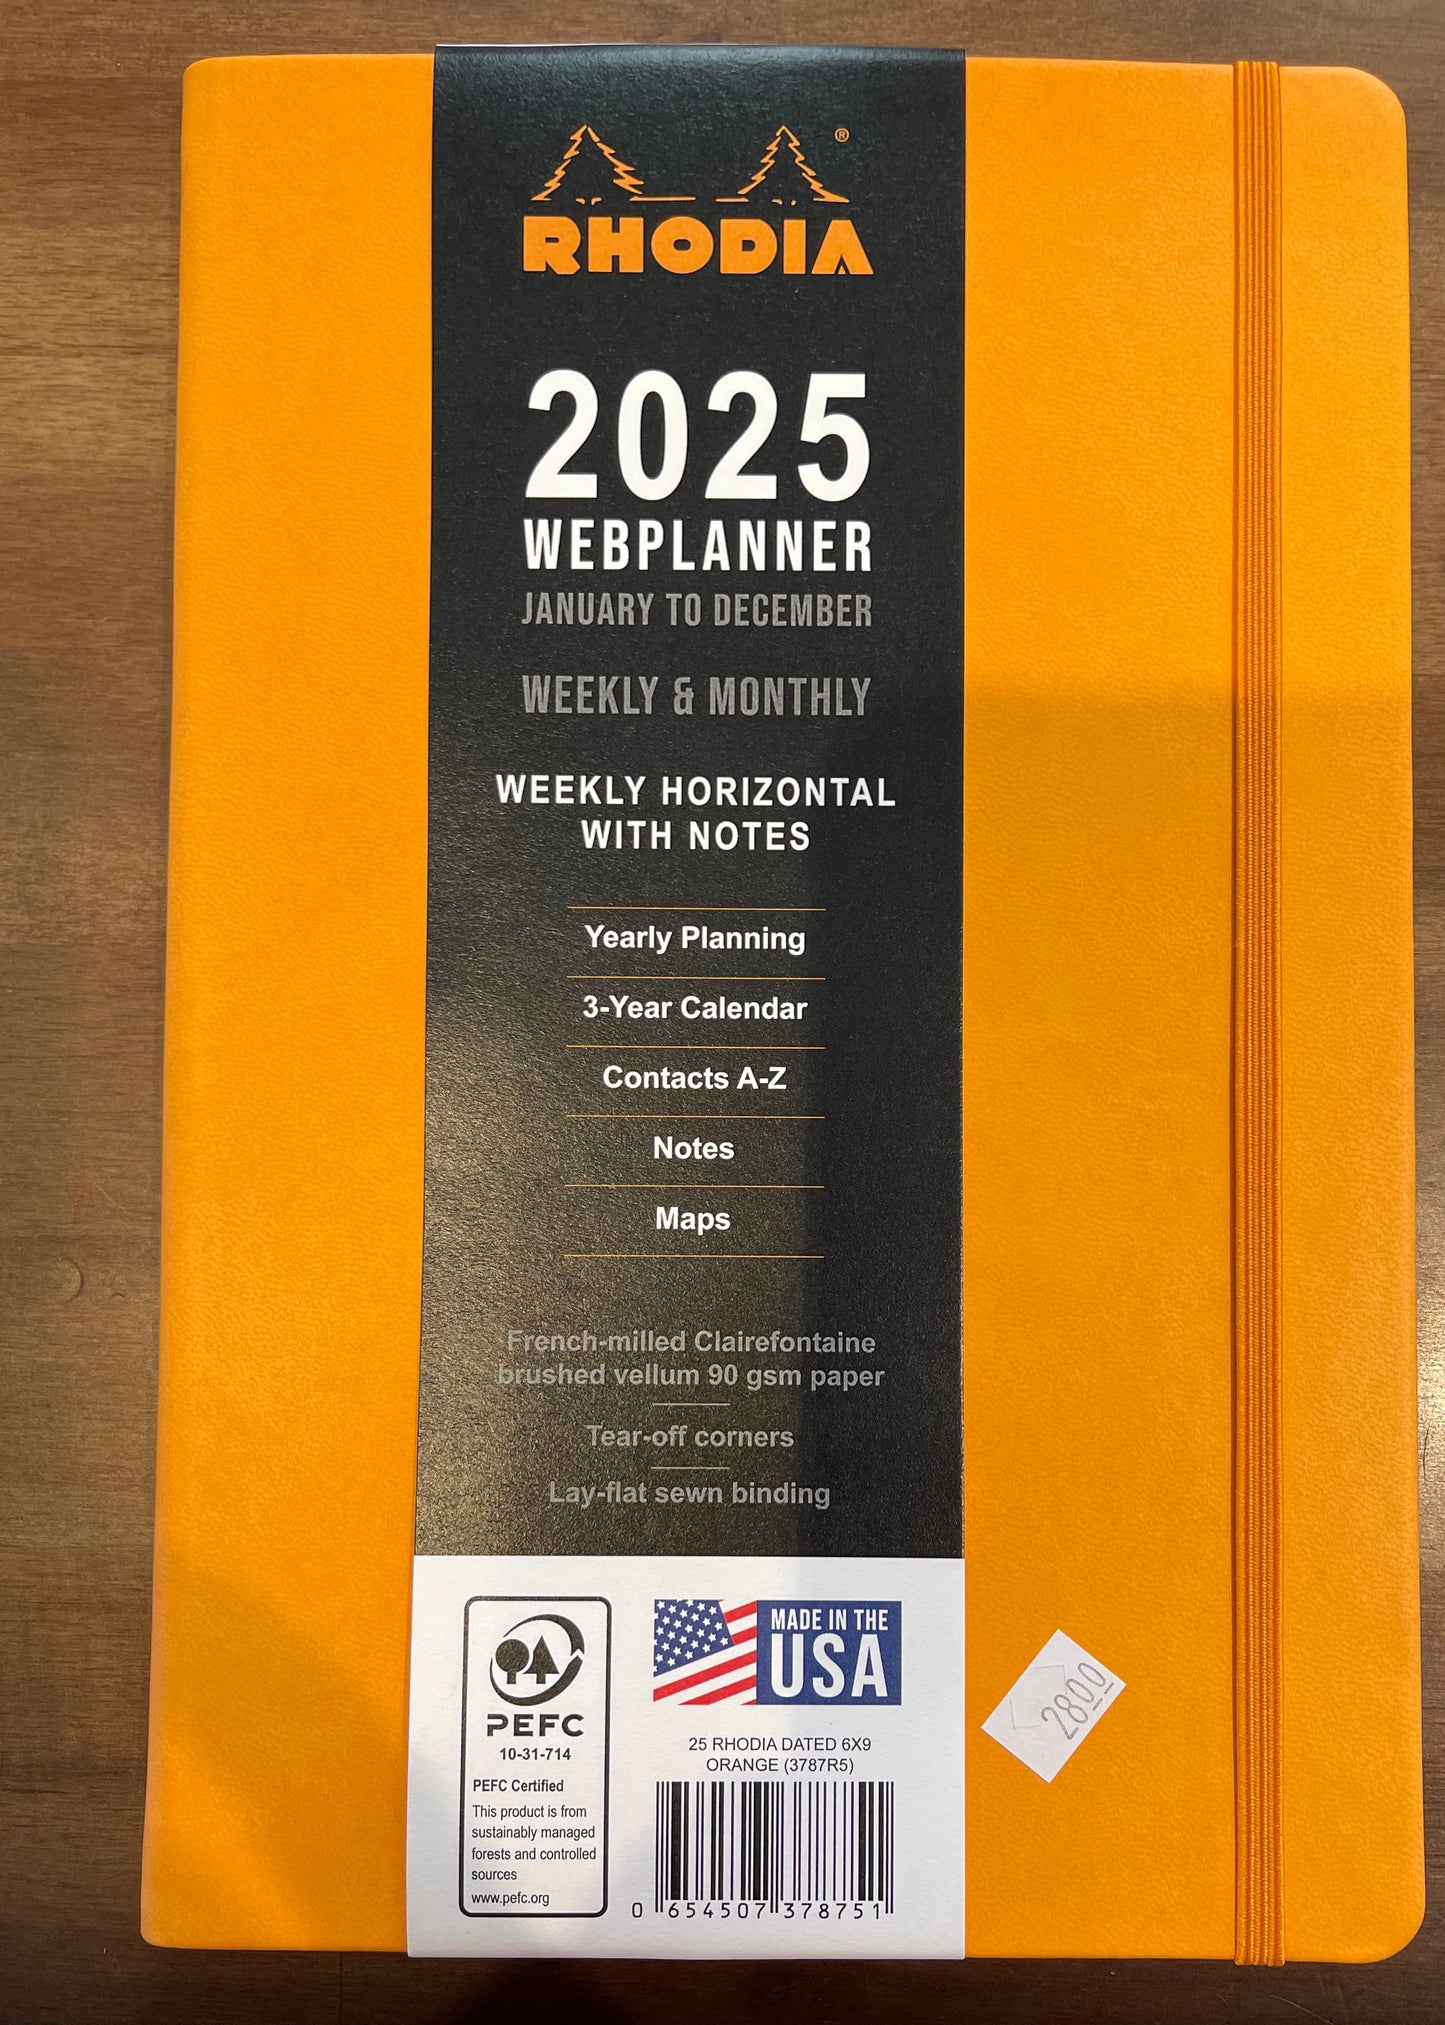 ®
RHODIA
2025
WEBPLANNER
JANUARY TO DECEMBER
WEEKLY & MONTHLY
WEEKLY HORIZONTAL
WITH NOTES
Yearly Planning
3-Year Calendar
Contacts A-Z
Notes
Maps
French-milled Clairefontaine
brushed vellum 90 gsm paper
Tear-off corners
Lay-flat sewn binding
PEFC
10-31-714
PEFC Certified
This product is from
sustainably managed
forests and controlled
sources
www.pefc.org
MADE IN THE
USA
25 RHODIA DATED 6X9
ORANGE (3787R5)
0 654507 378751
2800